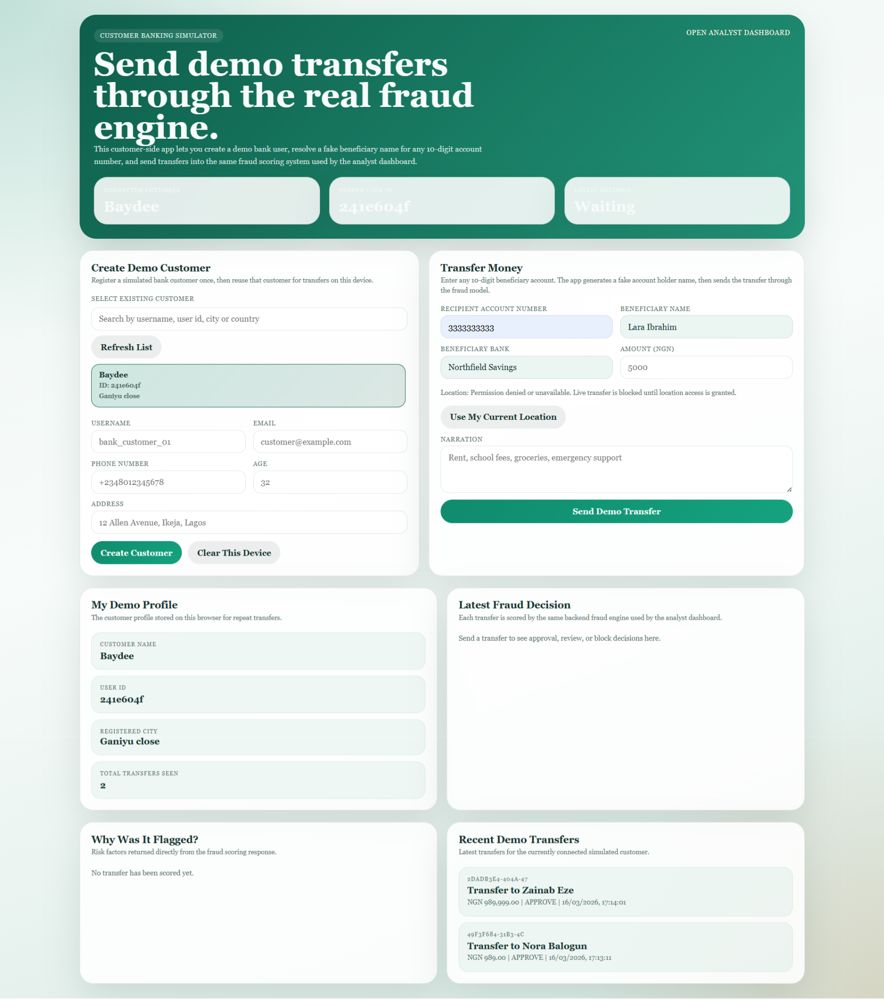 CUSTOMER BANKING SIMULATOR
OPEN ANALYST DASHBOARD
Send demo transfers
through the real fraud
engine.
This customer-side app lets you create a demo bank user, resolve a fake beneficiary name for any 10-digit account
number, and send transfers into the same fraud scoring system used by the analyst dashboard.
CONNECTED CUSTOMER
Baydee
STORED USER ID
241e604f
LATEST DECISION
Waiting
Create Demo Customer
Register a simulated bank customer once, then reuse that customer for transfers on this device.
SELECT EXISTING CUSTOMER
Search by username, user id, city or country
Refresh List
Baydee
ID: 241e604f
Ganiyu close
USERNAME
EMAIL
bank_customer_01
customer@example.com
PHONE NUMBER
AGE
+2348012345678
32
ADDRESS
12 Allen Avenue, Ikeja, Lagos
Create Customer
Clear This Device
Transfer Money
Enter any 10-digit beneficiary account. The app generates a fake account holder name, then sends the transfer through
the fraud model.
RECIPIENT ACCOUNT NUMBER
BENEFICIARY NAME
3333333333
Lara Ibrahim
BENEFICIARY BANK
AMOUNT (NGN)
Northfield Savings
5000
Location: Permission denied or unavailable. Live transfer is blocked until location access is granted.
Use My Current Location
NARRATION
Rent, school fees, groceries, emergency support
Send Demo Transfer
My Demo Profile
The customer profile stored on this browser for repeat transfers.
CUSTOMER NAME
Baydee
USER ID
241e604f
REGISTERED CITY
Ganiyu close
TOTAL TRANSFERS SEEN
2
Latest Fraud Decision
Each transfer is scored by the same backend fraud engine used by the analyst dashboard.
Send a transfer to see approval, review, or block decisions here.
Why Was It Flagged?
Risk factors returned directly from the fraud scoring response.
No transfer has been scored yet.
Recent Demo Transfers
Latest transfers for the currently connected simulated customer.
2DADB3E4-404A-47
Transfer to Zainab Eze
NGN 989,999.00 | APPROVE | 16/03/2026, 17:14:01
49F3F684-31B3-4C
Transfer to Nora Balogun
NGN 989.00 | APPROVE | 16/03/2026, 17:13:11